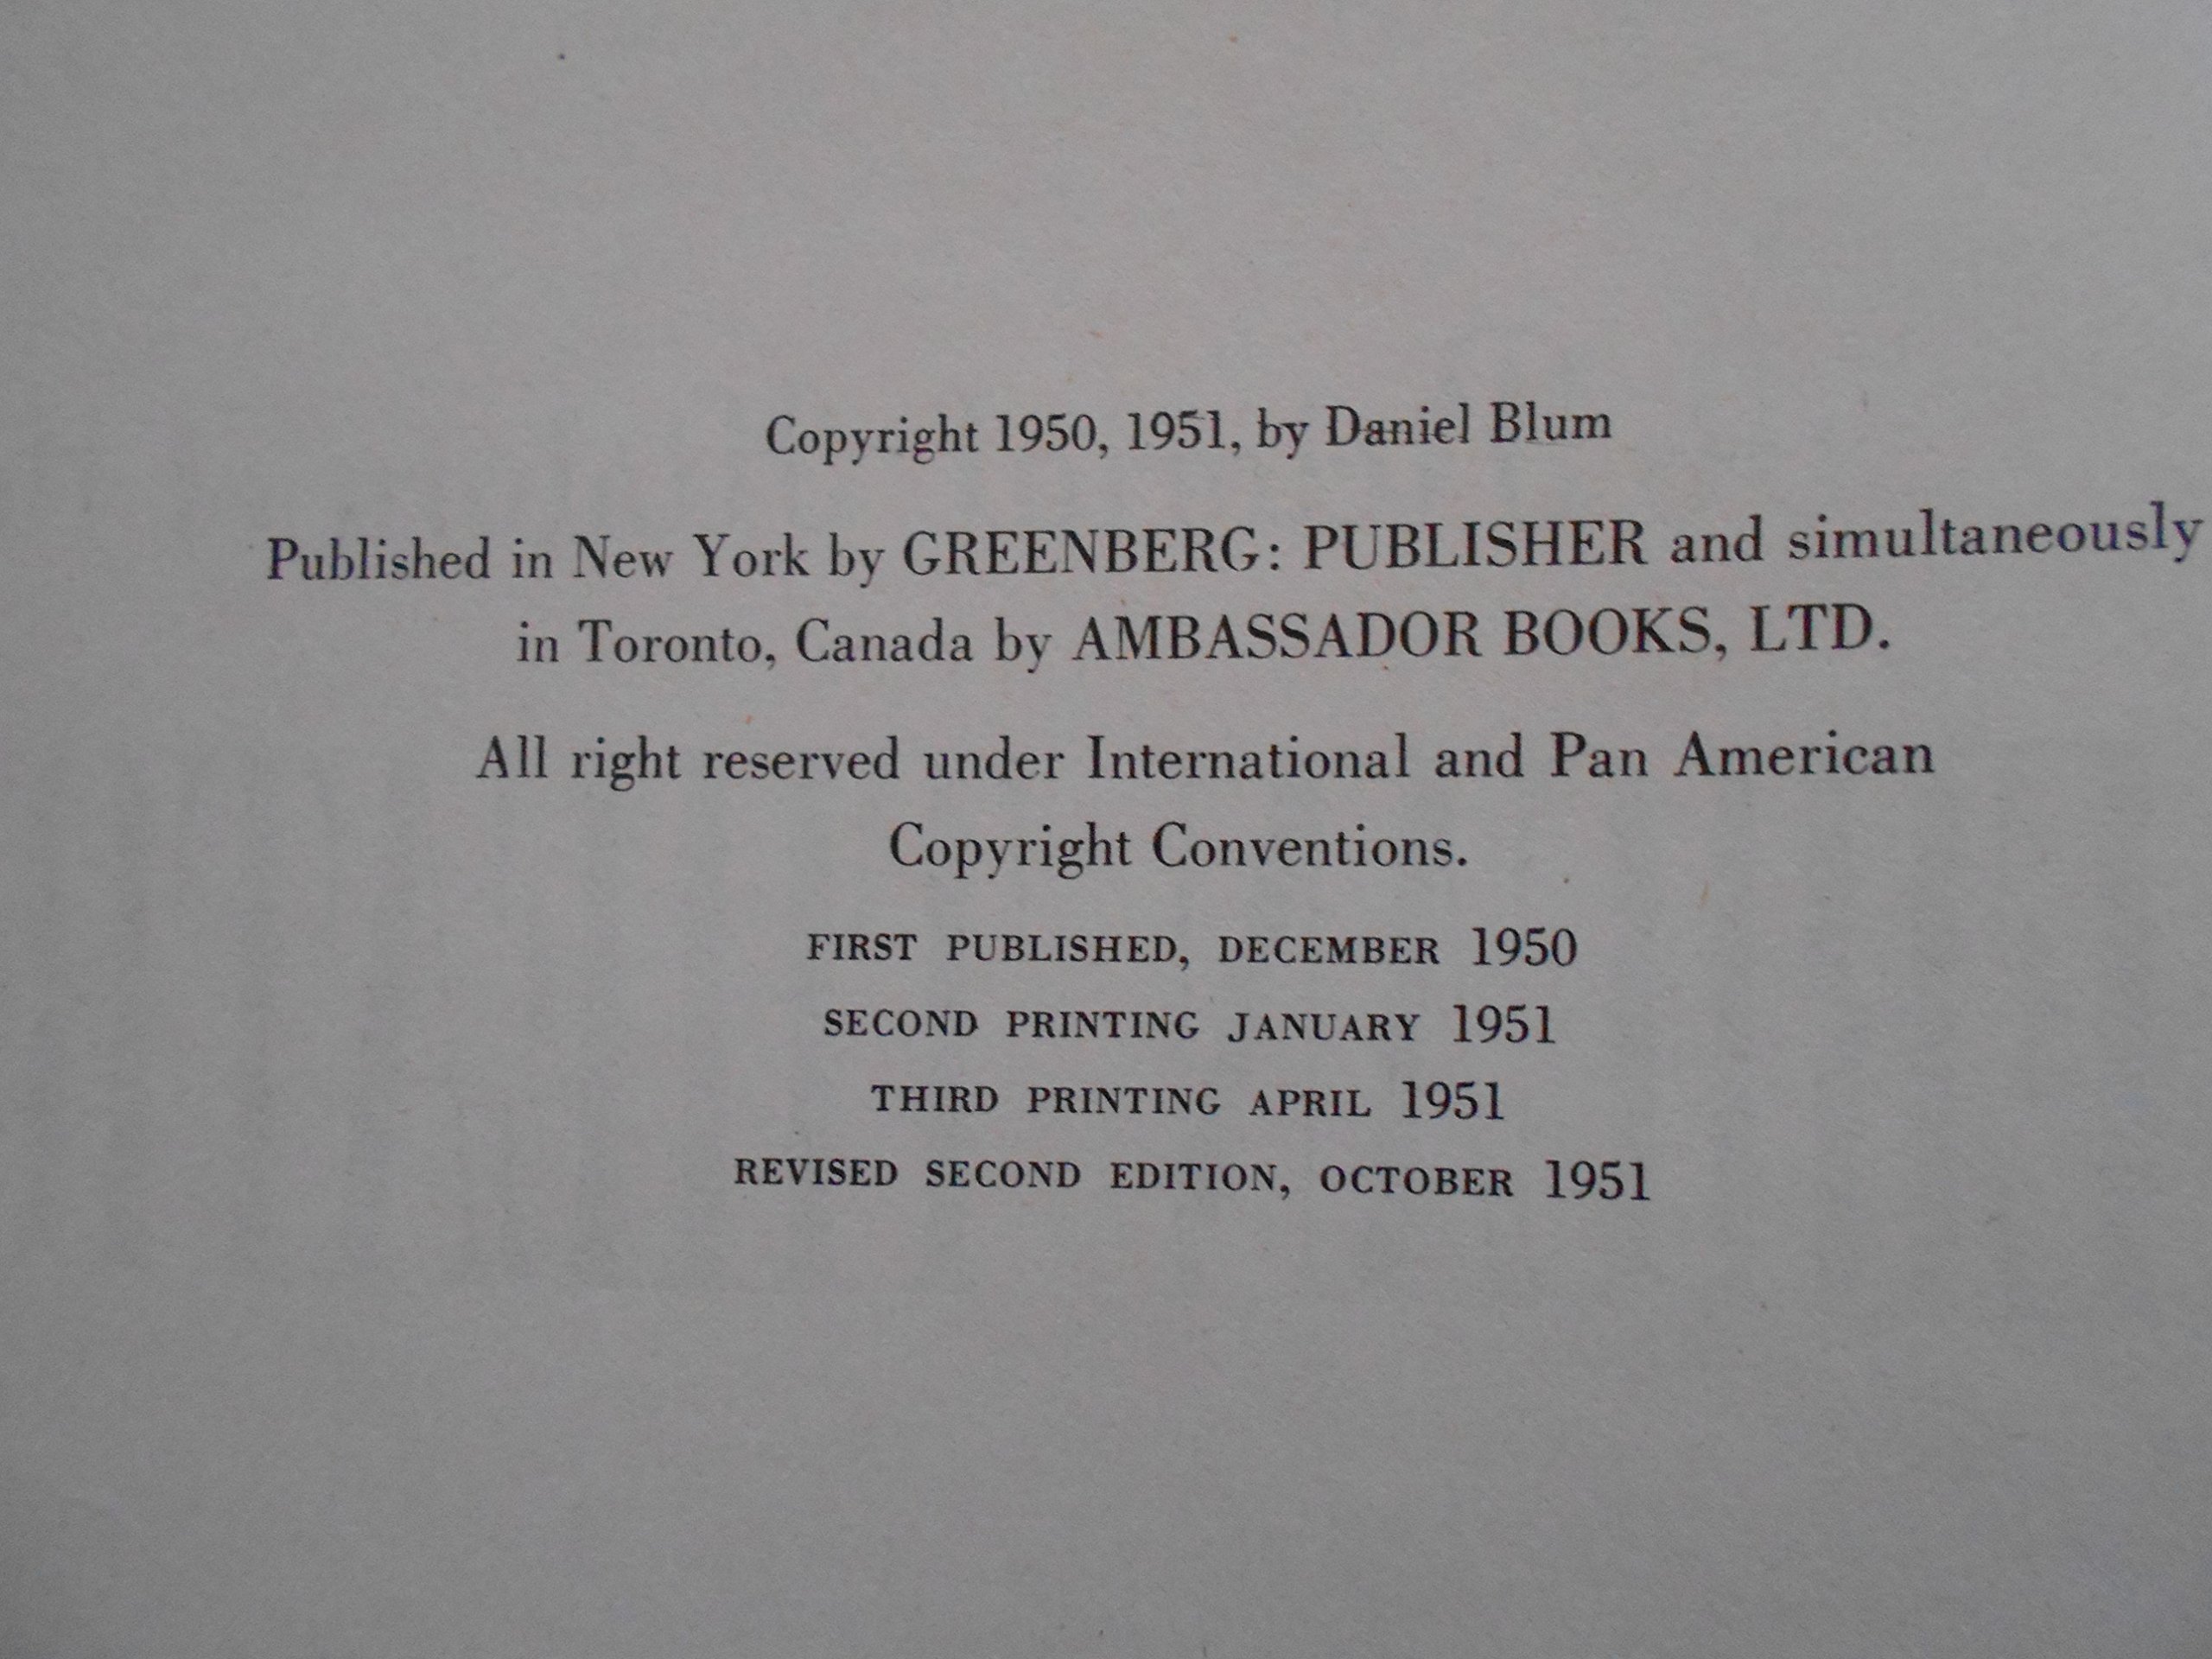 Copyright 1950, 1951, by Daniel Blum
Published in New York by GREENBERG: PUBLISHER and simultaneously
in Toronto, Canada by AMBASSADOR BOOKS, LTD.
All right reserved under International and Pan American
Copyright Conventions.
FIRST PUBLISHED, DECEMBER 1950
SECOND PRINTING JANUARY 1951
THIRD PRINTING APRIL 1951
REVISED SECOND EDITION, OCTOBER 1951